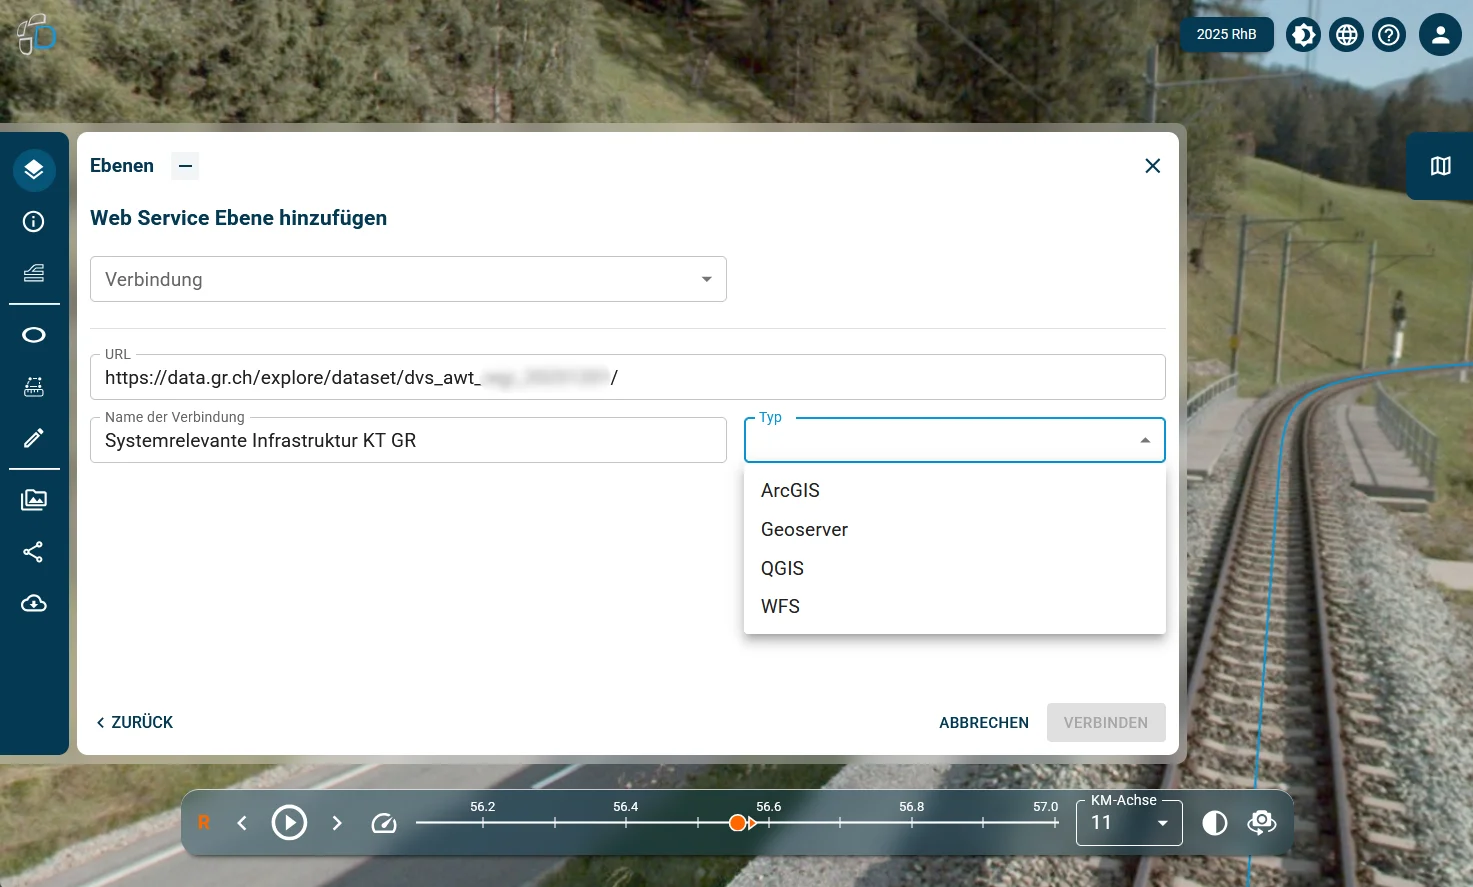 2025 RhB
Ebenen
Web Service Ebene hinzufügen
Verbindung
URL
https://data.gr.ch/explore/dataset/dvs_awt_ /
Name der Verbindung
Systemrelevante Infrastruktur KT GR
Typ
ArcGIS
Geoserver
QGIS
WFS
ZURÜCK
ABBRECHEN
VERBINDEN
R
56.2
56.4
56.6
56.8
57.0
KM-Achse
11